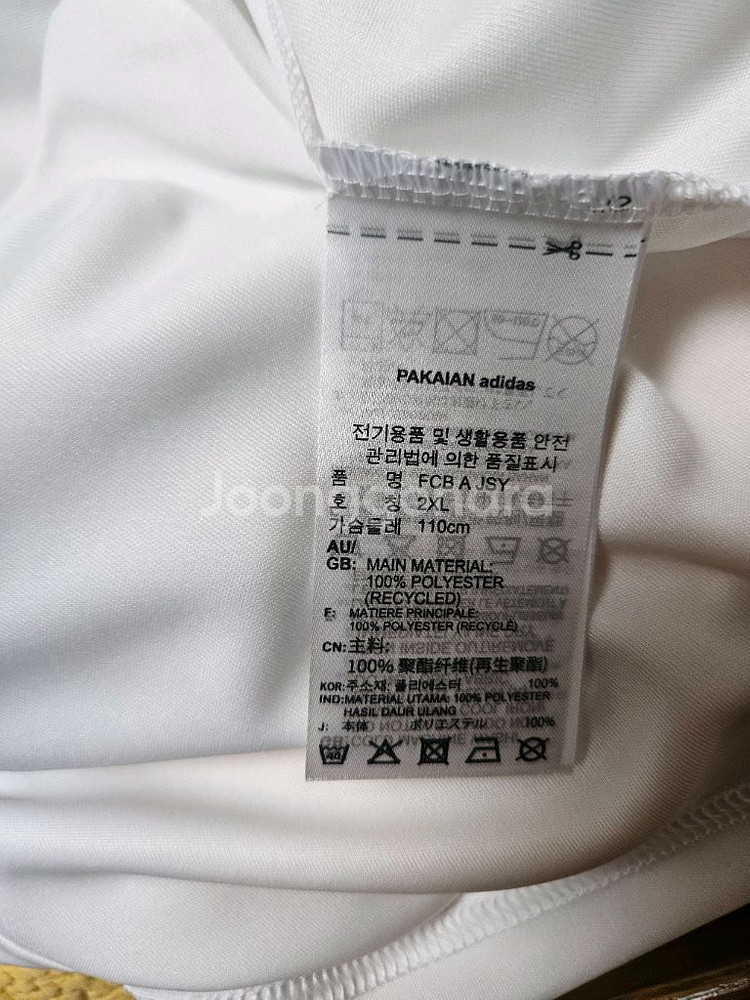 PAKAIAN adidas
전기용품 및 생활용품 안전
관리법에 의한 품질표시
품 명 FCB A JSY
호 칭 2XL
가슴둘레 110cm
AU/
GB: MAIN MATERIAL:
100% POLYESTER
(RECYCLED)
F: MATIERE PRINCIPALE:
100% POLYESTER (RECYCLÉ)
CN: 主料:
100% 聚酯纤维(再生聚酯)
KOR: 주소재: 폴리에스터 100%
IND: MATERIAL UTAMA: 100% POLYESTER
HASIL DAUR ULANG
J: 本体 ポリエステル 100%
40
Joongonara